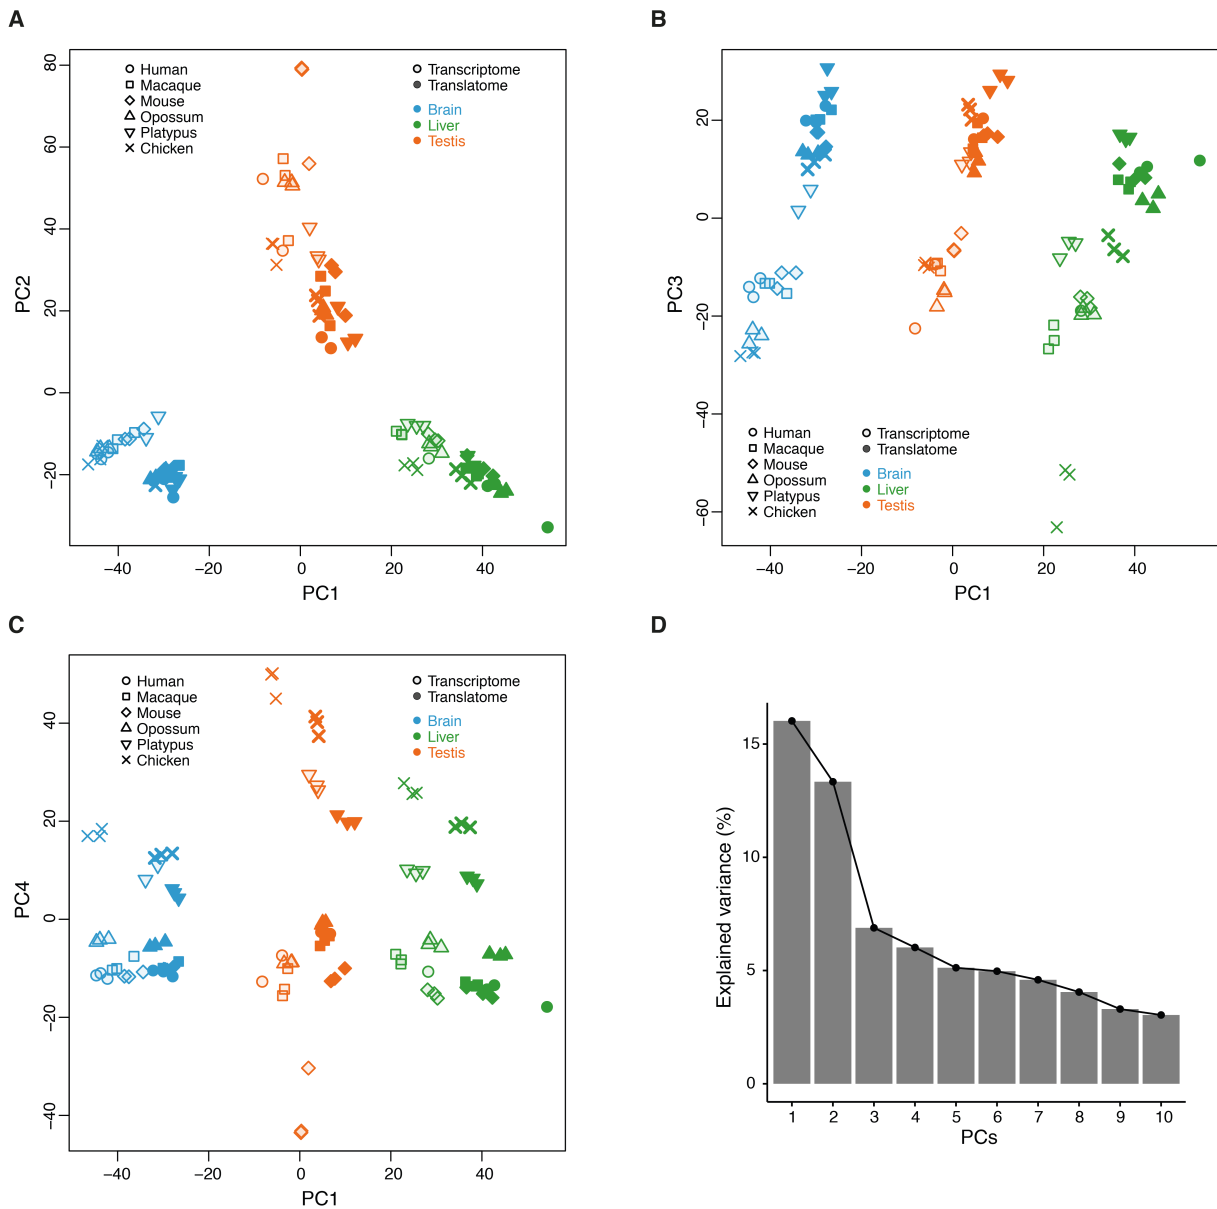 A
Human
Macaque
Mouse
Opossum
Platypus
Chicken
Transcriptome
Translatome
Brain
Liver
Testis
80
60
40
20
0
20
PC2
−40
−20
0
20
40
PC1
B
20
0
−20
−40
−60
PC3
Human
Macaque
Mouse
Opossum
Platypus
Chicken
Transcriptome
Translatome
Brain
Liver
Testis
−40
−20
0
20
40
PC1
C
Human
Macaque
Mouse
Opossum
Platypus
Chicken
Transcriptome
Translatome
Brain
Liver
Testis
40
20
0
−20
−40
PC4
−40
−20
0
20
40
PC1
D
15
10
5
0
Explained variance (%)
1 2 3 4 5 6 7 8 9 10
PCs